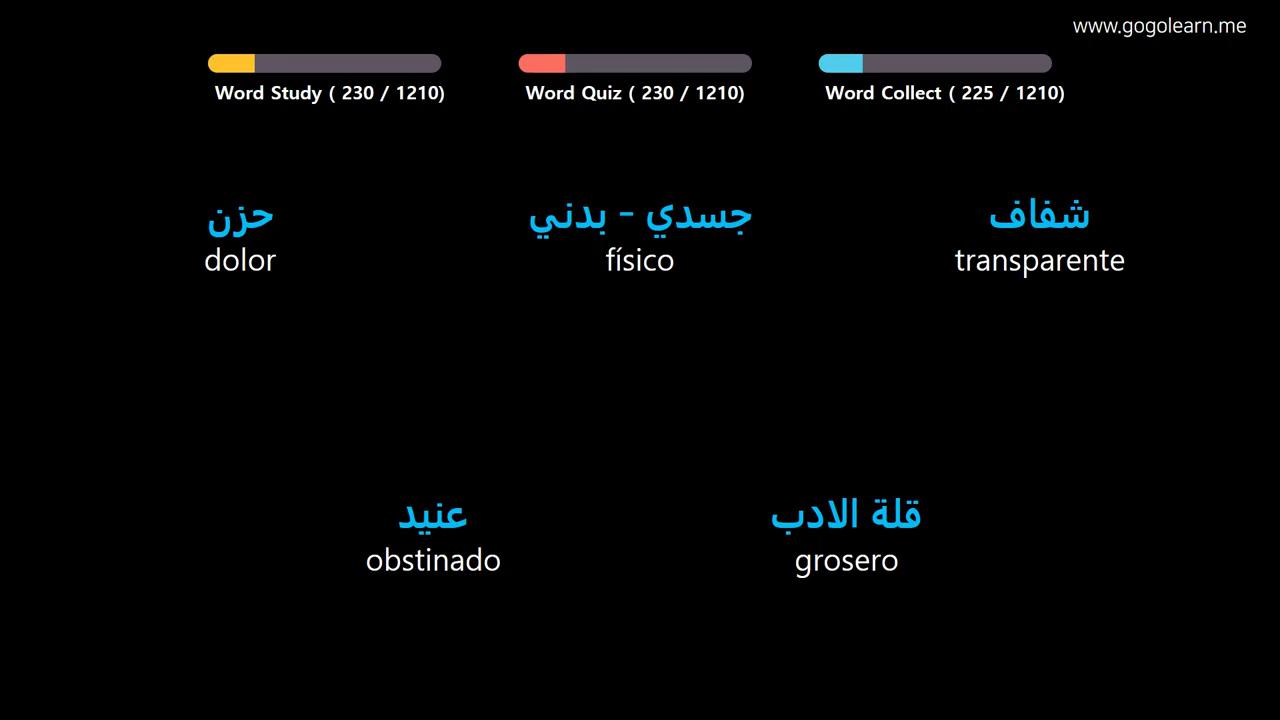 www.gogolearn.me
Word Study ( 230 / 1210)
Word Quiz ( 230 / 1210)
Word Collect ( 225 / 1210)
حزن
dolor
جسدي - بدني
físico
شفاف
transparente
عنيد
obstinado
قلة الادب
grosero